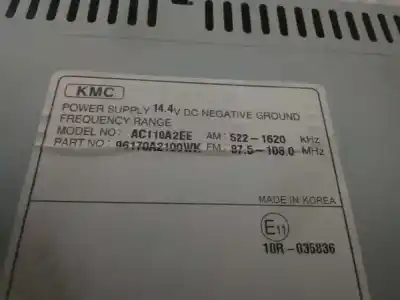 KMC
POWER SUPPLY 14.4V DC NEGATIVE GROUND
FREQUENCY RANGE
MODEL NO: AC110A2EE AM: 522-1620 KHz
PART NO: 96170A2100WK FM: 87.5-108.0 MHz
MADE IN KOREA
E11
10R-035836